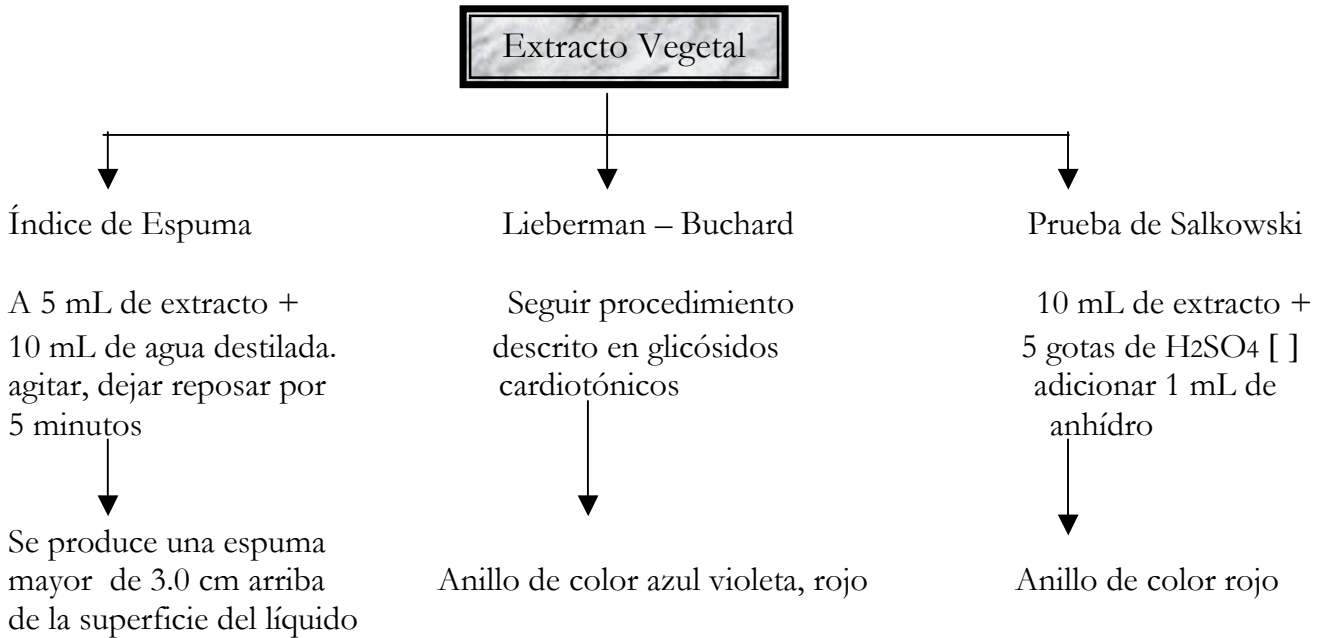 Extracto Vegetal
Índice de Espuma
A 5 mL de extracto +
10 mL de agua destilada.
agitar, dejar reposar por
5 minutos
Se produce una espuma
mayor de 3.0 cm arriba
de la superficie del líquido
Lieberman – Buchard
Seguir procedimiento
descrito en glicósidos
cardiotónicos
Anillo de color azul violeta, rojo
Prueba de Salkowski
10 mL de extracto +
5 gotas de H2SO4 [ ]
adicionar 1 mL de
anhídro
Anillo de color rojo